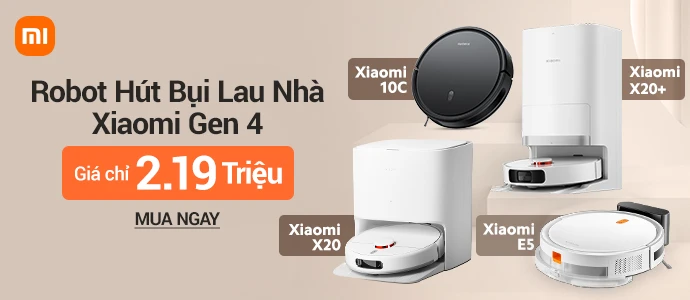 mi
Robot Hút Bụi Lau Nhà
Xiaomi Gen 4
Giá chỉ 2.19 Triệu
MUA NGAY
Xiaomi
10C
Xiaomi
X20+
Xiaomi
X20
Xiaomi
E5